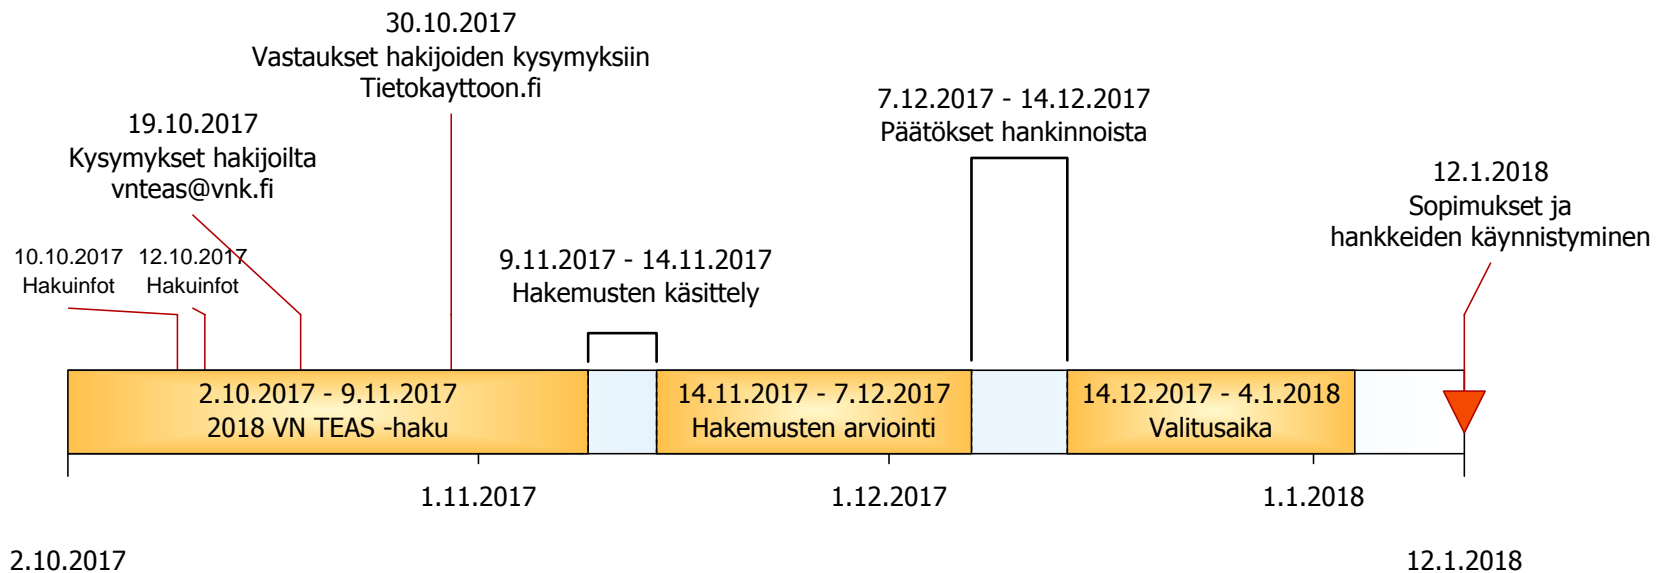 30.10.2017
Vastaukset hakijoiden kysymyksiin
Tietokayttoon.fi
7.12.2017 - 14.12.2017
Päätökset hankinnoista
19.10.2017
Kysymykset hakijoilta
vnteas@vnk.fi
12.1.2018
Sopimukset ja
hankkeiden käynnistyminen
10.10.2017
Hakuinfot
12.10.2017
Hakuinfot
9.11.2017 - 14.11.2017
Hakemusten käsittely
2.10.2017 - 9.11.2017
2018 VN TEAS -haku
14.11.2017 - 7.12.2017
Hakemusten arviointi
14.12.2017 - 4.1.2018
Valitusaika
1.11.2017
1.12.2017
1.1.2018
2.10.2017
12.1.2018